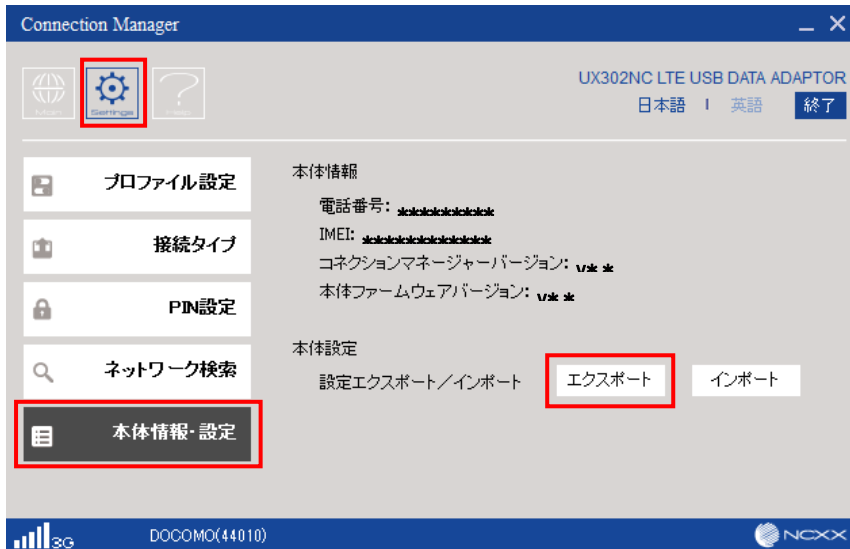 Connection Manager
Main Settings Help
UX302NC LTE USB DATA ADAPTOR
日本語 | 英語 終了
プロファイル設定
接続タイプ
PIN設定
ネットワーク検索
本体情報・設定
本体情報
電話番号: **********
IMEI: *************
コネクションマネージャーバージョン: v＊＊
本体ファームウェアバージョン: v＊＊
本体設定
設定エクスポート／インポート エクスポート インポート
3G DOCOMO(44010) NCXX